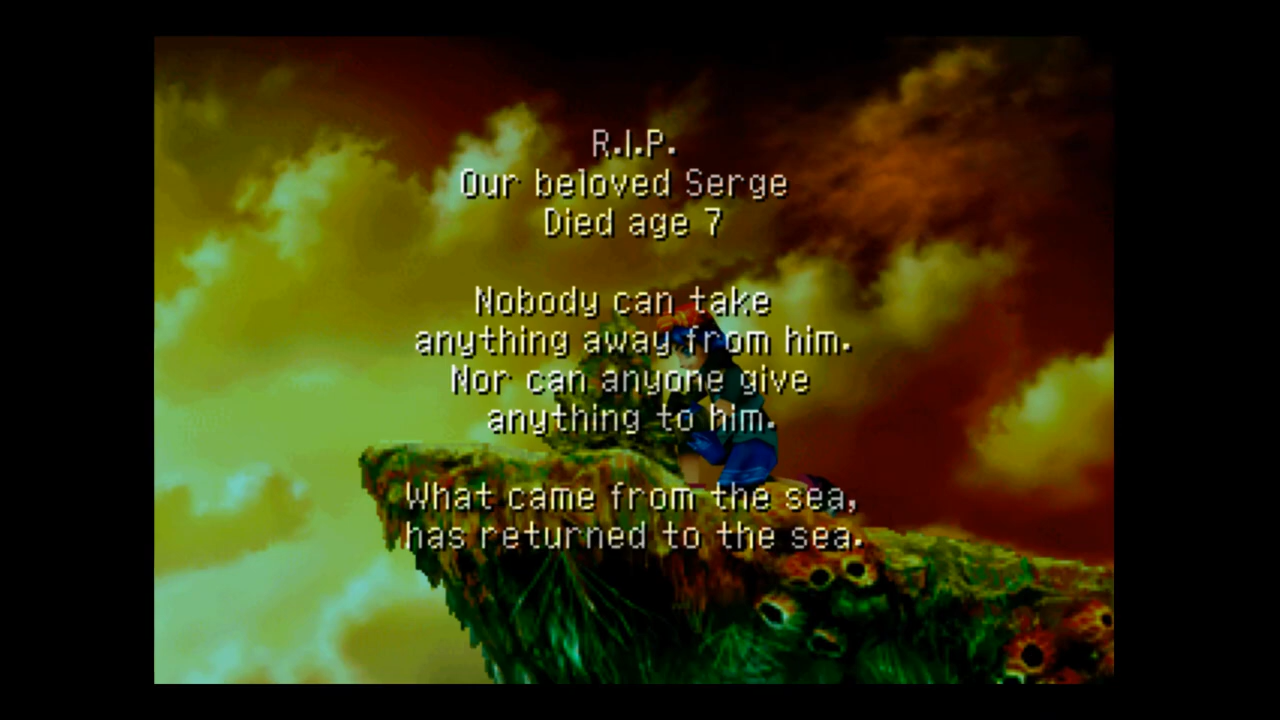 R.I.P.
Our beloved Serge
Died age 7
Nobody can take
anything away from him.
Nor can anyone give
anything to him.
What came from the sea,
has returned to the sea.